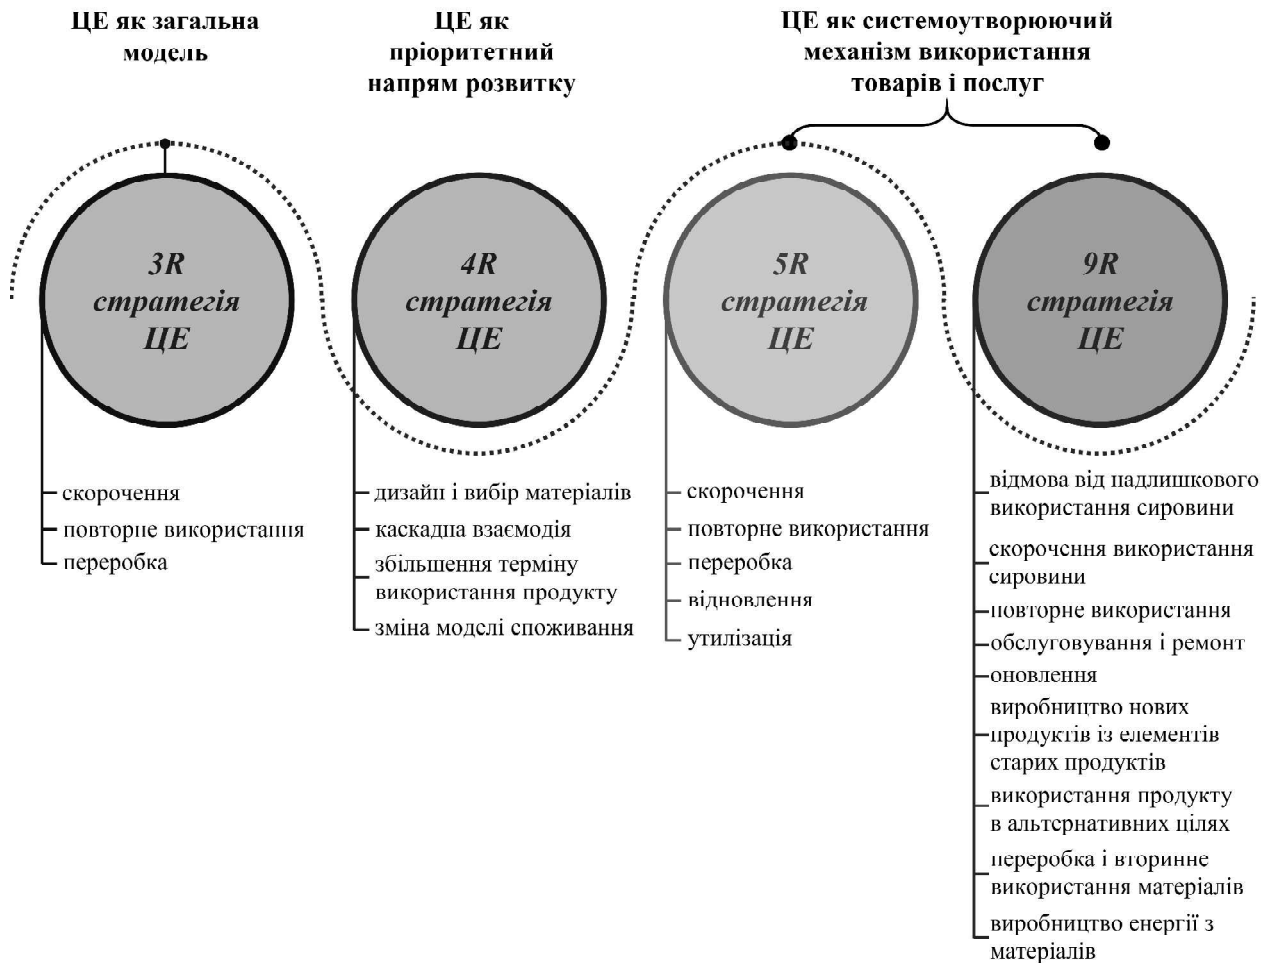 ЦЕ як загальна
модель
ЦЕ як
пріоритетний
напрям розвитку
ЦЕ як системоутворюючий
механізм використання
товарів і послуг
3R
стратегія
ЦЕ
4R
стратегія
ЦЕ
5R
стратегія
ЦЕ
9R
стратегія
ЦЕ
скорочення
повторне використання
переробка
дизайн і вибір матеріалів
каскадна взаємодія
збільшення терміну
використання продукту
зміна моделі споживання
скорочення
повторне використання
переробка
відновлення
утилізація
відмова від надлишкового
використання сировини
скорочення використання
сировини
повторне використання
обслуговування і ремонт
оновлення
виробництво нових
продуктів із елементів
старих продуктів
використання продукту
в альтернативних цілях
переробка і вторинне
використання матеріалів
виробництво енергії з
матеріалів